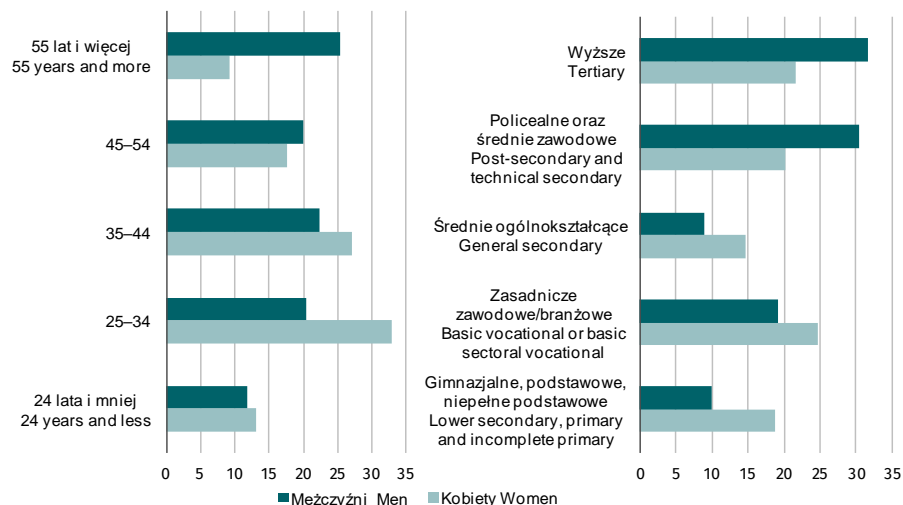 55 lat i więcej
55 years and more
45–54
35–44
25–34
24 lata i mniej
24 years and less
0 5 10 15 20 25 30 35
Wyższe
Tertiary
Policealne oraz
średnie zawodowe
Post-secondary and
technical secondary
Średnie ogólnokształcące
General secondary
Zasadnicze
zawodowe/branżowe
Basic vocational or basic
sectoral vocational
Gimnazjalne, podstawowe,
niepełne podstawowe
Lower secondary, primary
and incomplete primary
0 5 10 15 20 25 30 35
Mężczyźni Men
Kobiety Women